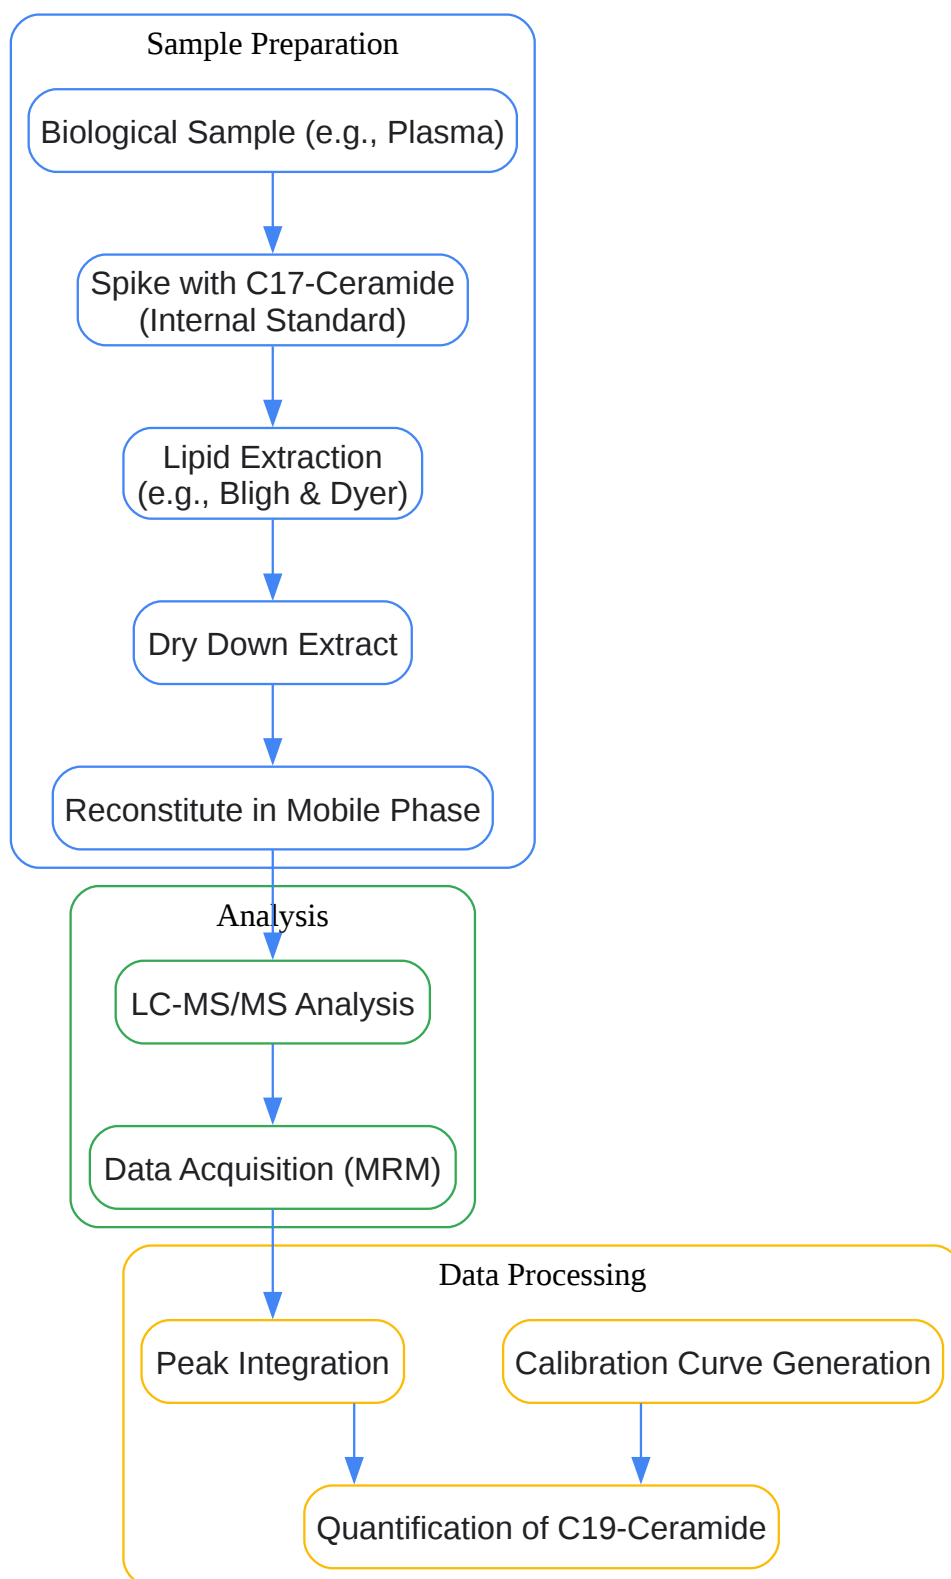 Sample Preparation
Biological Sample (e.g., Plasma)
Spike with C17-Ceramide
(Internal Standard)
Lipid Extraction
(e.g., Bligh & Dyer)
Dry Down Extract
Reconstitute in Mobile Phase
Analysis
LC-MS/MS Analysis
Data Acquisition (MRM)
Data Processing
Peak Integration
Calibration Curve Generation
Quantification of C19-Ceramide